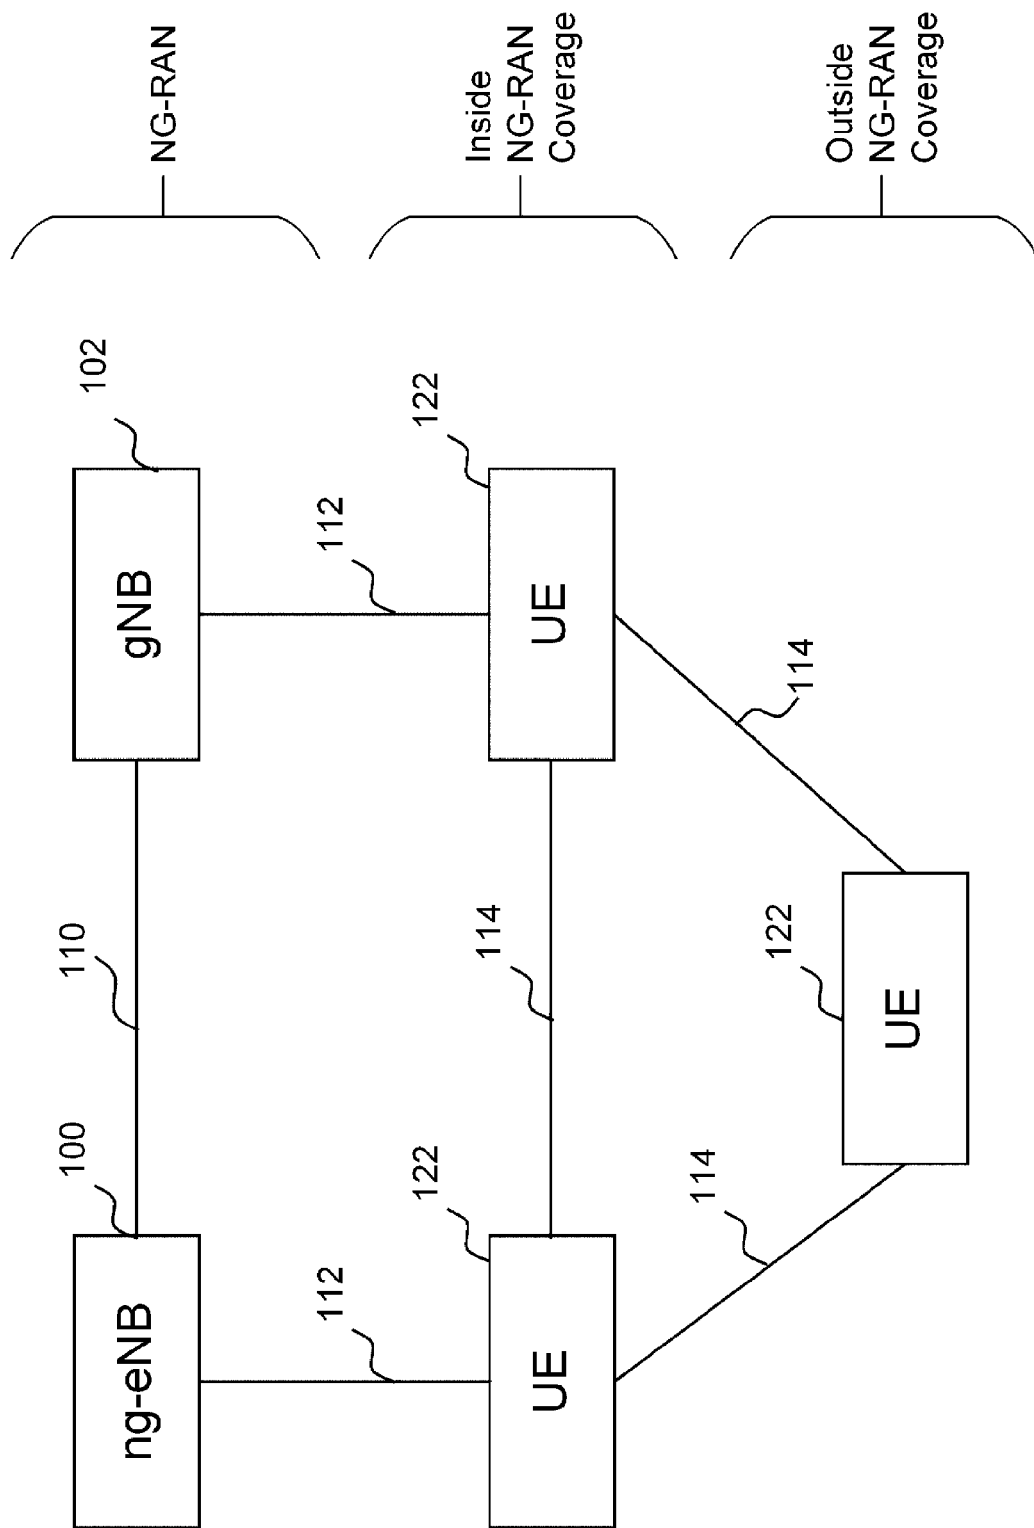 100
110
102
NG-RAN
ng-eNB
gNB
112
112
122
114
122
Inside
NG-RAN
Coverage
UE
UE
114
114
122
Outside
NG-RAN
Coverage
UE